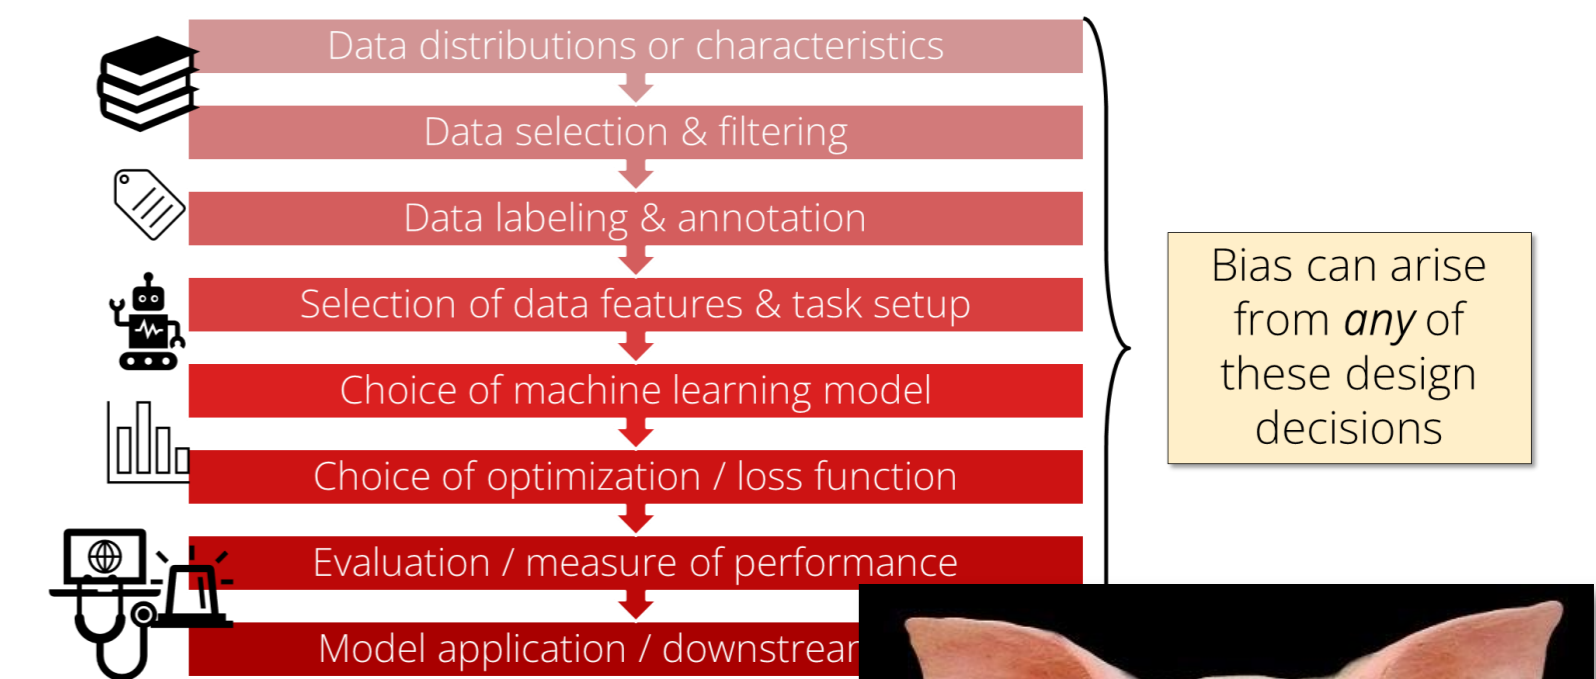 Data distributions or characteristics
Data selection & filtering
Data labeling & annotation
Selection of data features & task setup
Choice of machine learning model
Choice of optimization / loss function
Evaluation / measure of performance
Model application / downstrea
Bias can arise
from any of
these design
decisions